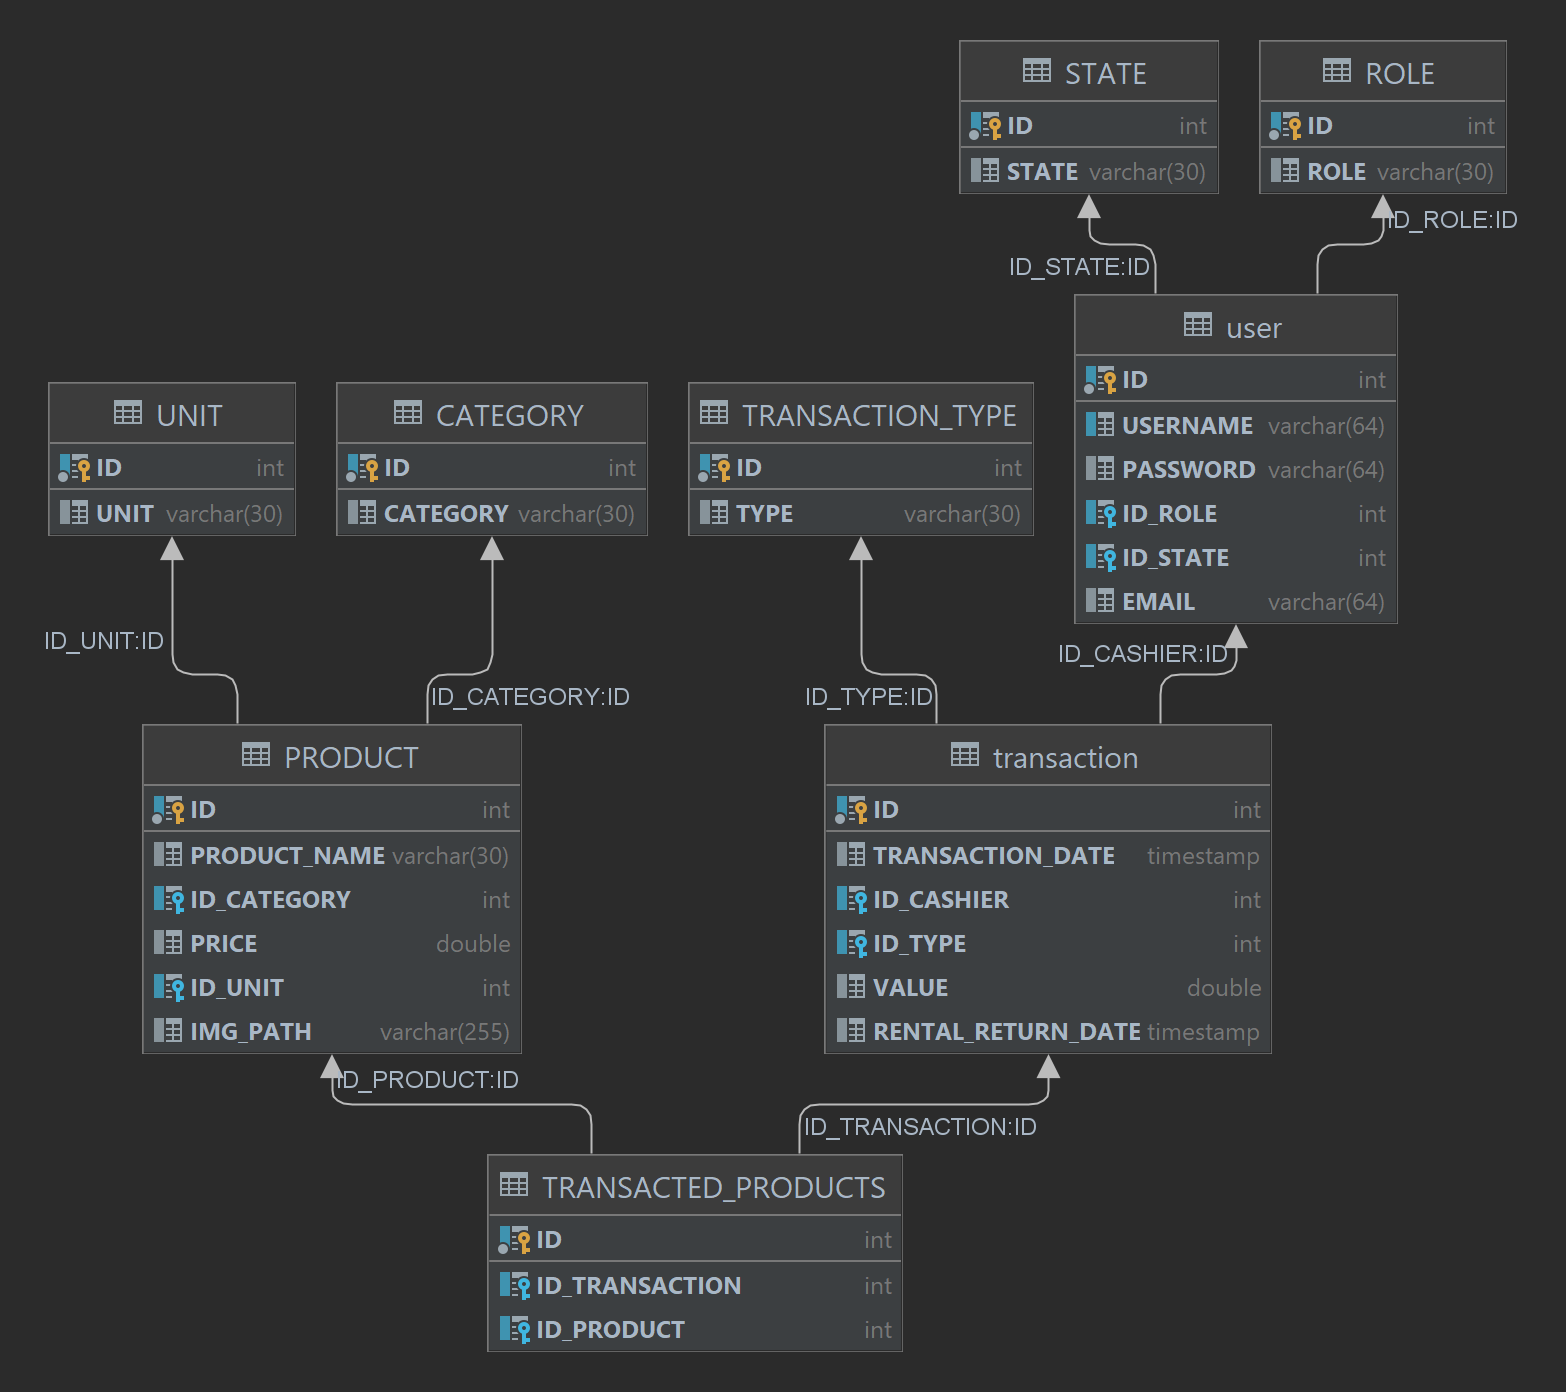 STATE
ID int
STATE varchar(30)
ROLE
ID int
ROLE varchar(30)
ID_STATE:ID
ID_ROLE:ID
user
ID int
USERNAME varchar(64)
PASSWORD varchar(64)
ID_ROLE int
ID_STATE int
EMAIL varchar(64)
UNIT
ID int
UNIT varchar(30)
CATEGORY
ID int
CATEGORY varchar(30)
TRANSACTION_TYPE
ID int
TYPE varchar(30)
ID_UNIT:ID
ID_CATEGORY:ID
ID_TYPE:ID
ID_CASHIER:ID
PRODUCT
ID int
PRODUCT_NAME varchar(30)
ID_CATEGORY int
PRICE double
ID_UNIT int
IMG_PATH varchar(255)
transaction
ID int
TRANSACTION_DATE timestamp
ID_CASHIER int
ID_TYPE int
VALUE double
RENTAL_RETURN_DATE timestamp
ID_PRODUCT:ID
ID_TRANSACTION:ID
TRANSACTED_PRODUCTS
ID int
ID_TRANSACTION int
ID_PRODUCT int